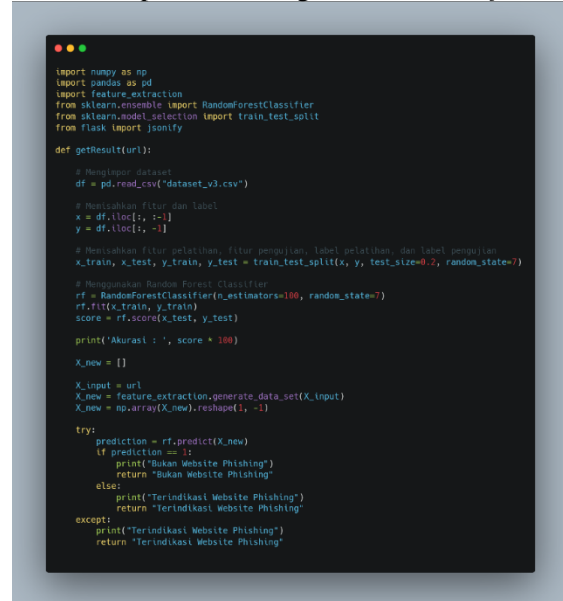 import numpy as np
import pandas as pd
import feature_extraction
from sklearn.ensemble import RandomForestClassifier
from sklearn.model_selection import train_test_split
from flask import jsonify
def getResult(url):
# Mengimpor dataset
df = pd.read_csv("dataset_v3.csv")
# Memisahkan fitur dan label
x = df.iloc[:, :-1]
y = df.iloc[:, -1]
# Memisahkan fitur pelatihan, fitur pengujian, label pelatihan, dan label pengujian
x_train, x_test, y_train, y_test = train_test_split(x, y, test_size=0.2, random_state=7)
# Menggunakan Random Forest Classifier
rf = RandomForestClassifier(n_estimators=100, random_state=7)
rf.fit(x_train, y_train)
score = rf.score(x_test, y_test)
print('Akurasi : ', score * 100)
X_new = []
X_input = url
X_new = feature_extraction.generate_data_set(X_input)
X_new = np.array(X_new).reshape(1, -1)
try:
prediction = rf.predict(X_new)
if prediction == 1:
print("Bukan Website Phishing")
return "Bukan Website Phishing"
else:
print("Terindikasi Website Phishing")
return "Terindikasi Website Phishing"
except:
print("Terindikasi Website Phishing")
return "Terindikasi Website Phishing"